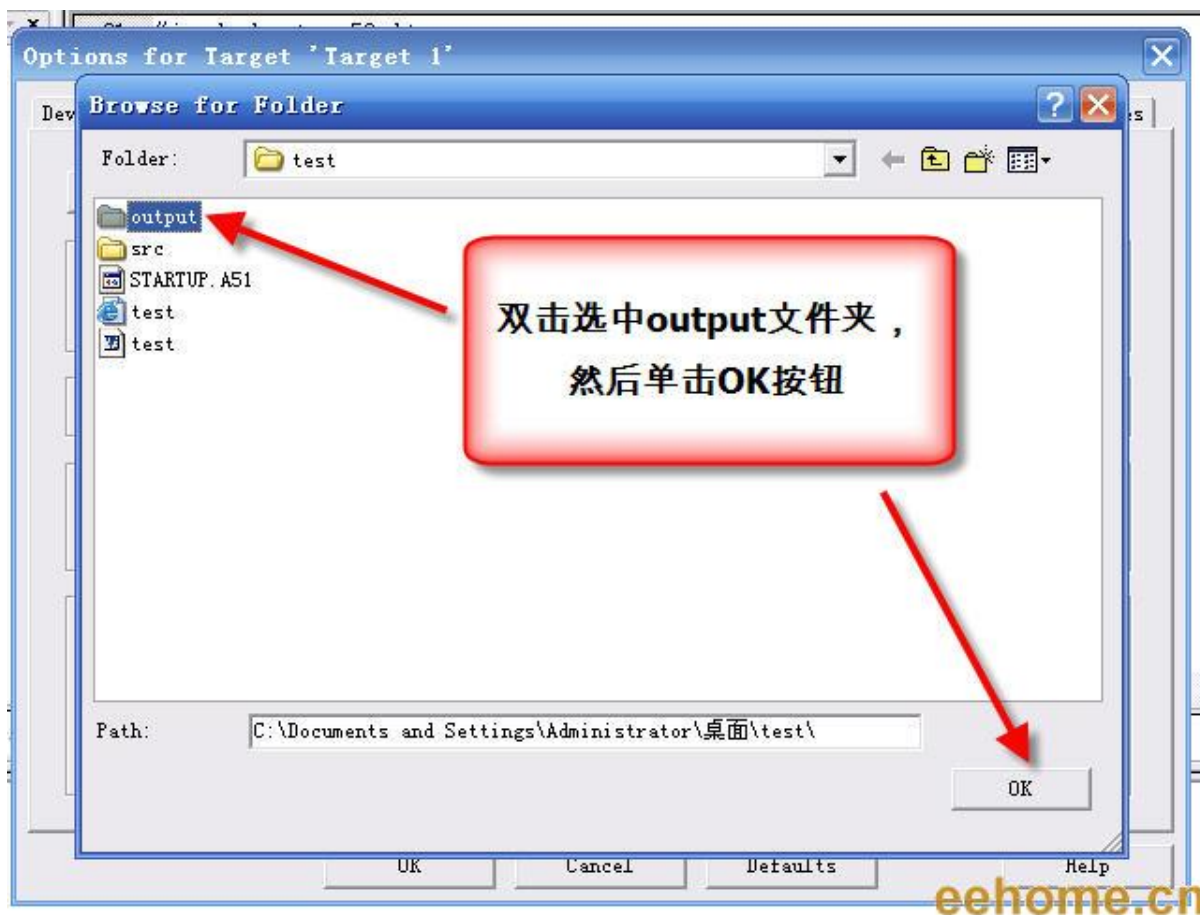 Options for Target 'Target 1'
Browse for Folder
Dev
es
Folder:
test
output
src
STARTUP.A51
test
test
双击选中output文件夹，
然后单击OK按钮
Path:
C:\Documents and Settings\Administrator\桌面\test\
OK
OK
Cancel
Defaults
Help
eehome.cn